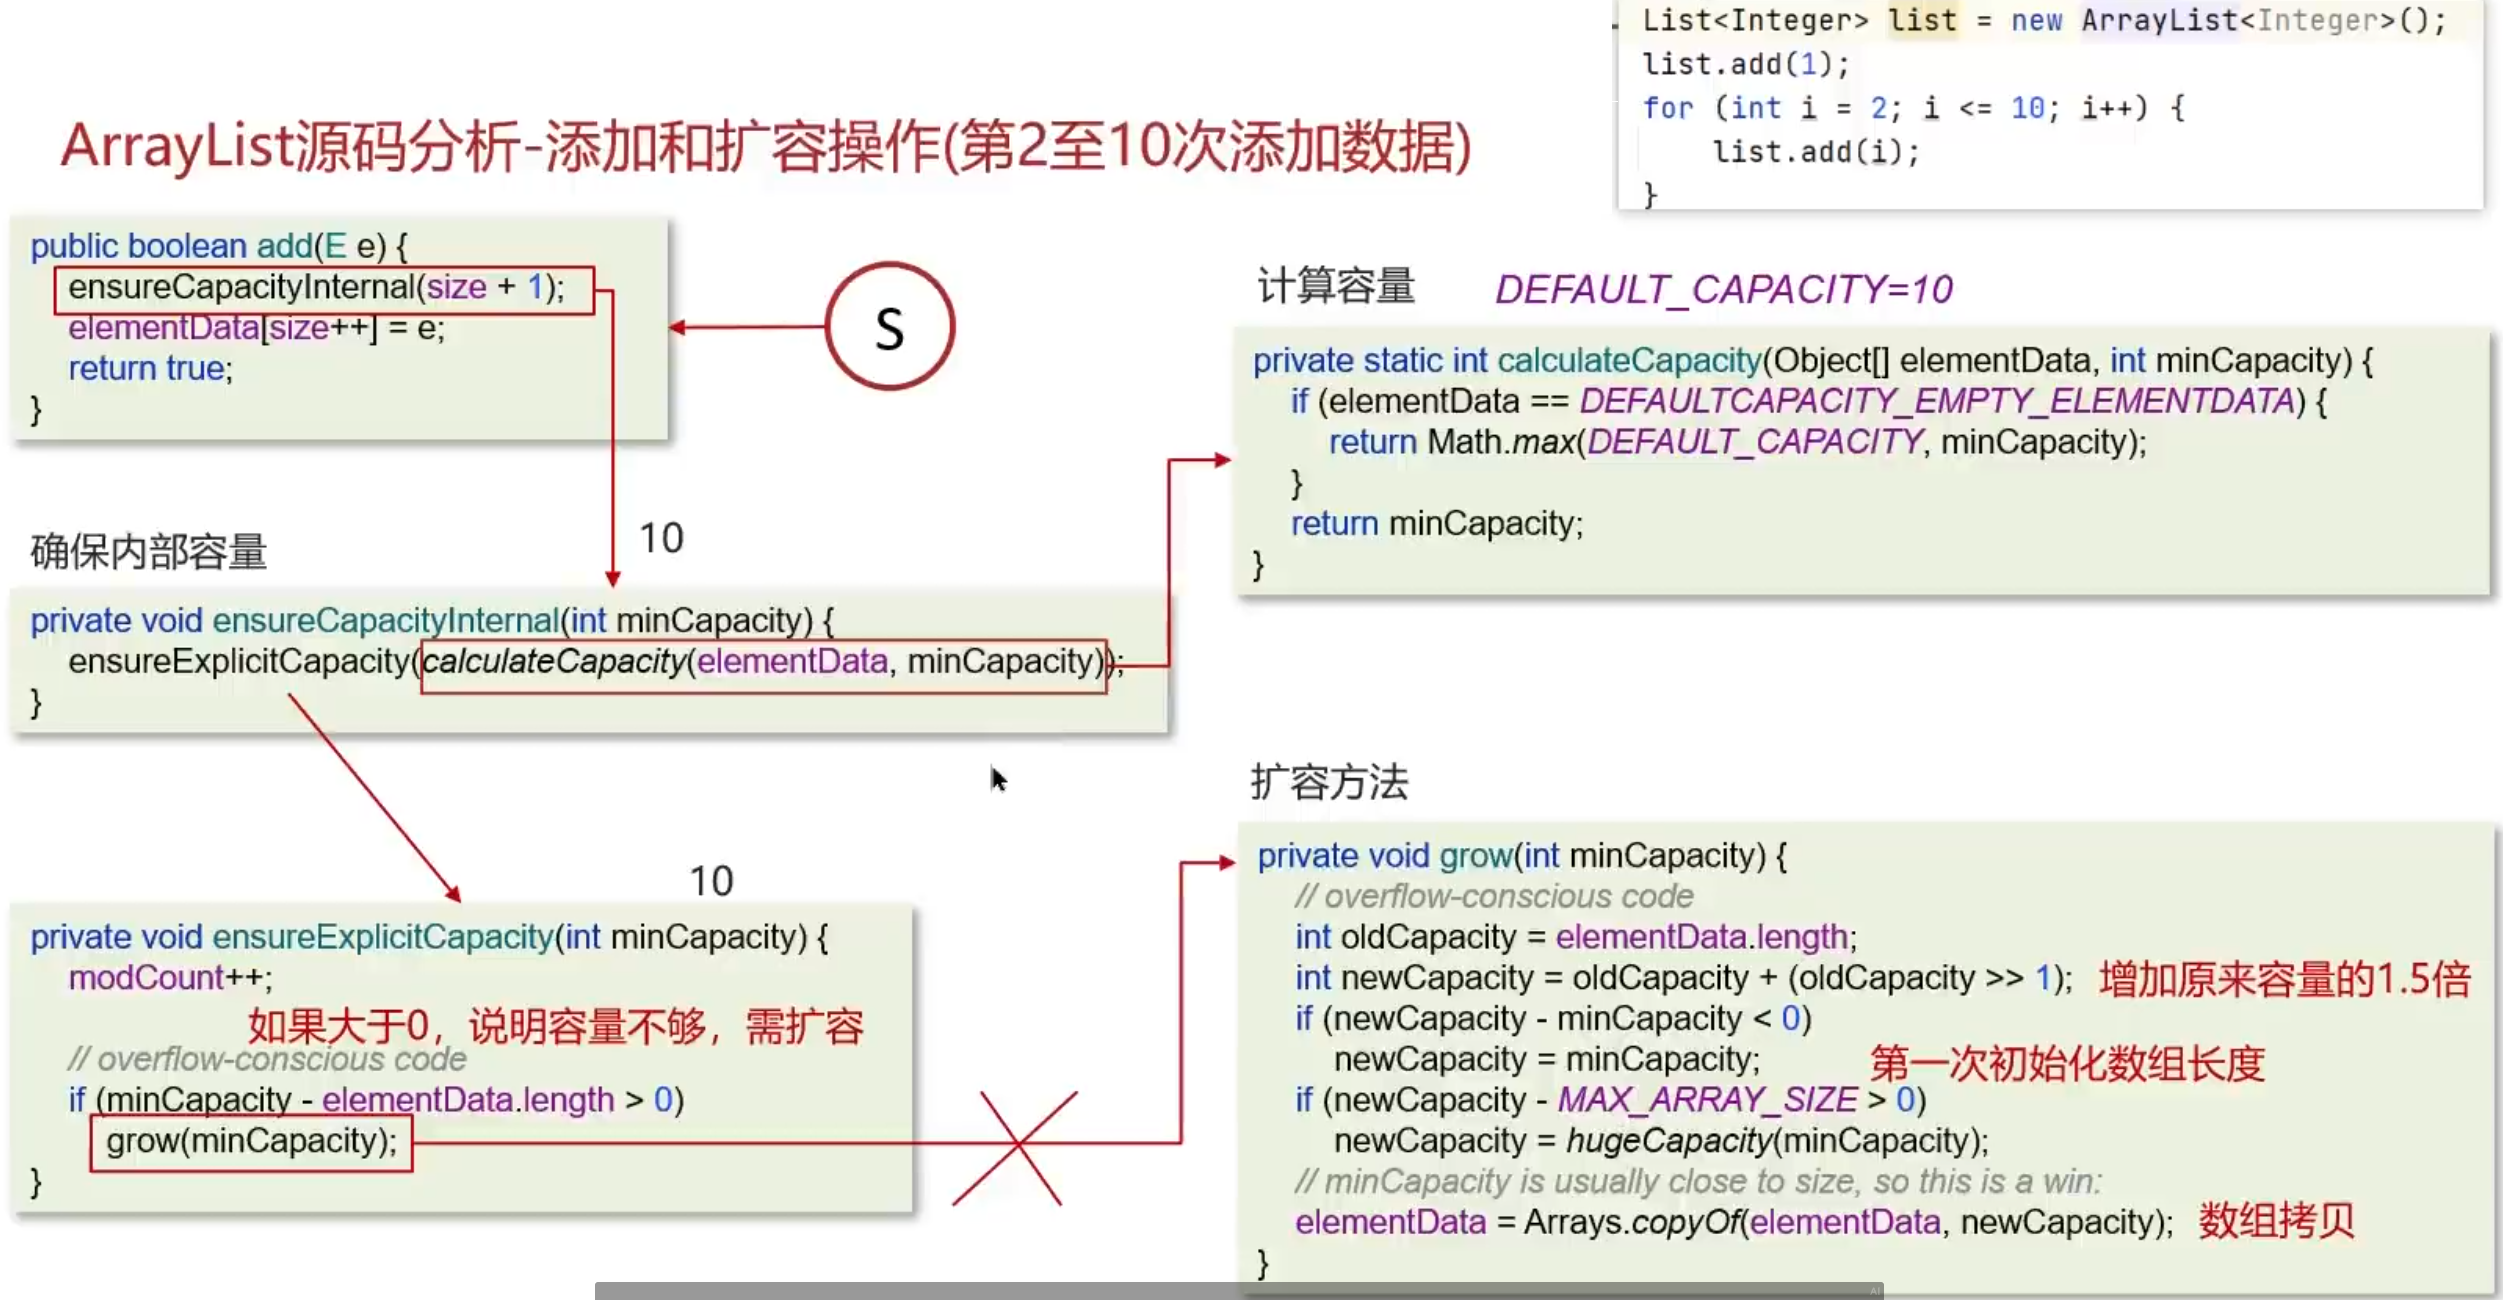 List<Integer> list = new ArrayList<Integer>();
list.add(1);
for (int i = 2; i <= 10; i++) {
list.add(i);
}
ArrayList源码分析-添加和扩容操作(第2至10次添加数据)
public boolean add(E e) {
ensureCapacityInternal(size + 1);
elementData[size++] = e;
return true;
}
S
计算容量 DEFAULT_CAPACITY=10
private static int calculateCapacity(Object[] elementData, int minCapacity) {
if (elementData == DEFAULTCAPACITY_EMPTY_ELEMENTDATA) {
return Math.max(DEFAULT_CAPACITY, minCapacity);
}
return minCapacity;
}
10
确保内部容量
private void ensureCapacityInternal(int minCapacity) {
ensureExplicitCapacity(calculateCapacity(elementData, minCapacity));
}
10
private void ensureExplicitCapacity(int minCapacity) {
modCount++;
如果大于0，说明容量不够，需扩容
// overflow-conscious code
if (minCapacity - elementData.length > 0)
grow(minCapacity);
}
扩容方法
private void grow(int minCapacity) {
// overflow-conscious code
int oldCapacity = elementData.length;
int newCapacity = oldCapacity + (oldCapacity >> 1); 增加原来容量的1.5倍
if (newCapacity - minCapacity < 0)
newCapacity = minCapacity; 第一次初始化数组长度
if (newCapacity - MAX_ARRAY_SIZE > 0)
newCapacity = hugeCapacity(minCapacity);
// minCapacity is usually close to size, so this is a win:
elementData = Arrays.copyOf(elementData, newCapacity); 数组拷贝
}